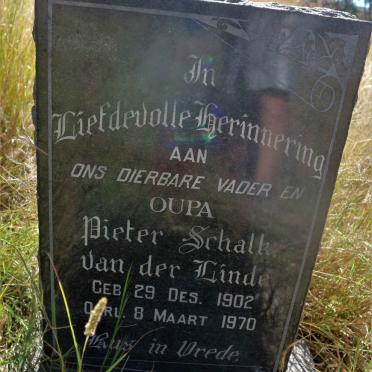 In
Liefdevolle Herinnering
AAN
ONS DIERBARE VADER EN
OUPA
Pieter Schalk
van der Linde
GEB 29 DES. 1902
OORL. 8 MAART 1970
Rus in Vrede